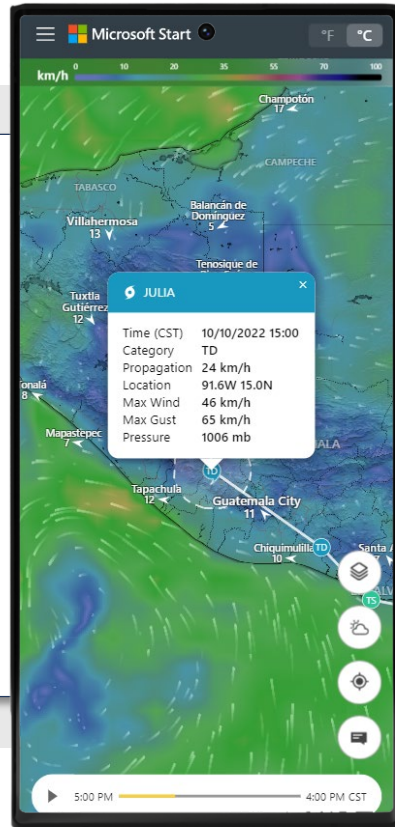 Microsoft Start
°F °C
km/h 0 10 20 35 55 70 100
Champotón
17
CAMPECHE
TABASCO
Balancán de
Domínguez
5
Villahermosa
13
Tenosique de
Tuxtla
Gutiérrez
12
JULIA ×
Time (CST) 10/10/2022 15:00
Category TD
Propagation 24 km/h
Location 91.6W 15.0N
Max Wind 46 km/h
Max Gust 65 km/h
Pressure 1006 mb
onalá
8
Mapastepec
7
ALA
TD
Tapachula
12
Guatemala City
11
Chiquimulilla
10
TD
Santa A
TS
ALV
5:00 PM 4:00 PM CST